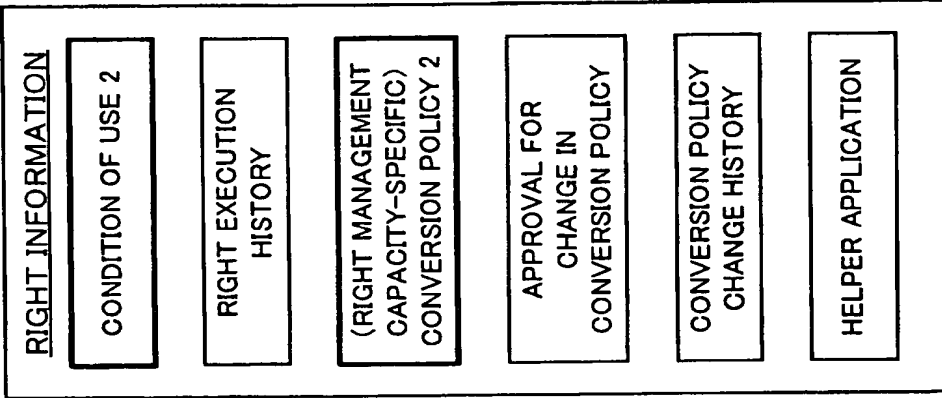 RIGHT INFORMATION
CONDITION OF USE 2
RIGHT EXECUTION
HISTORY
(RIGHT MANAGEMENT
CAPACITY-SPECIFIC)
CONVERSION POLICY 2
APPROVAL FOR
CHANGE IN
CONVERSION POLICY
CONVERSION POLICY
CHANGE HISTORY
HELPER APPLICATION